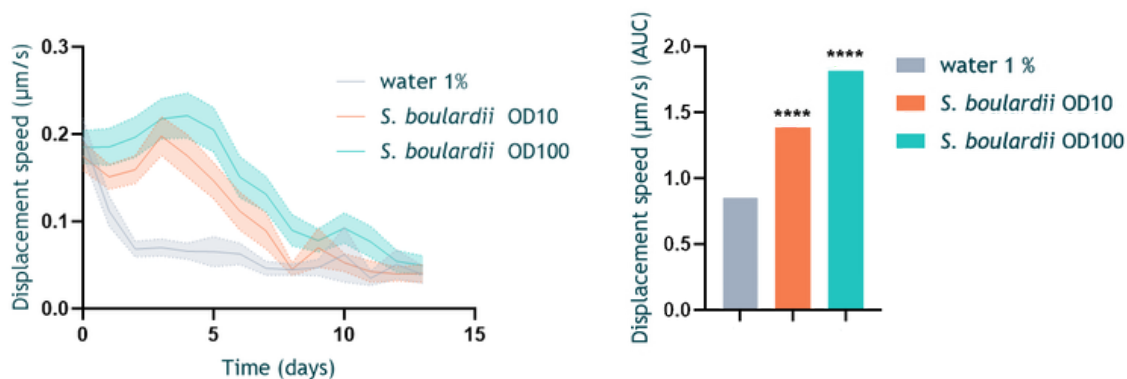 Displacement speed (µm/s)
0.3
0.2
0.1
0.0
0
5
10
15
Time (days)
water 1%
S. boulardii OD10
S. boulardii OD100
Displacement speed (µm/s) (AUC)
2.0
1.5
1.0
0.5
0.0
****
****
water 1 %
S. boulardii OD10
S. boulardii OD100